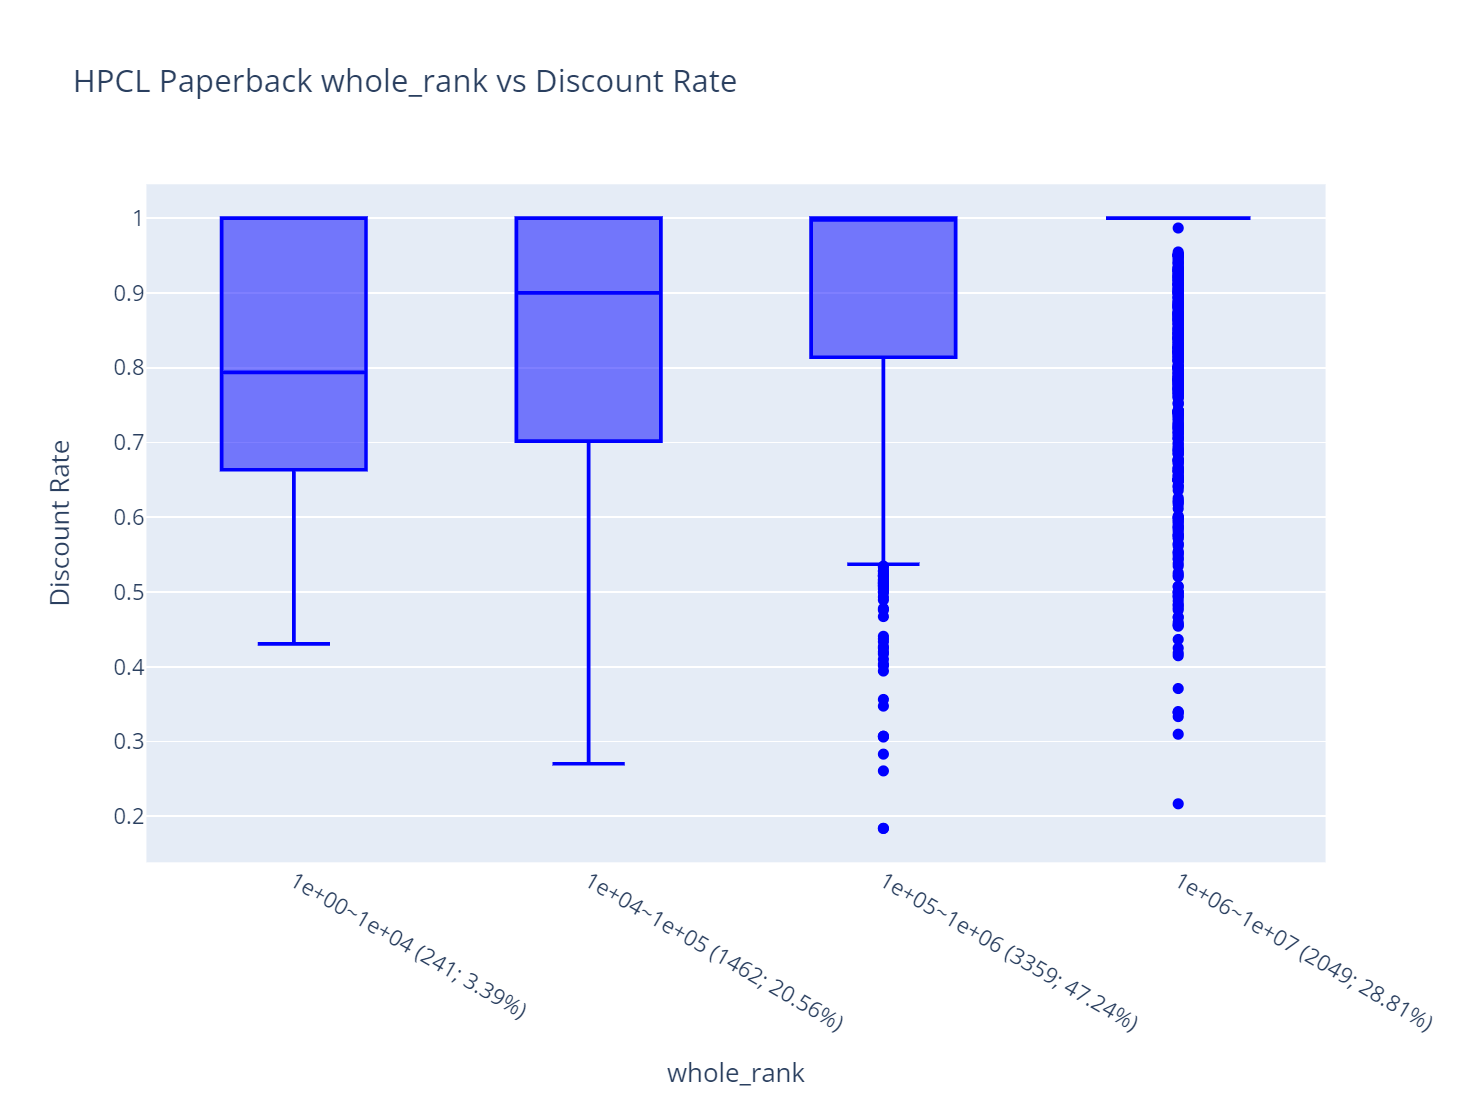 HPCL Paperback whole_rank vs Discount Rate
1
0.9
0.8
0.7
0.6
0.5
0.4
0.3
0.2
Discount Rate
1e+00~1e+04 (241; 3.39%)
1e+04~1e+05 (1462; 20.56%)
1e+05~1e+06 (3359; 47.24%)
1e+06~1e+07 (2049; 28.81%)
whole_rank